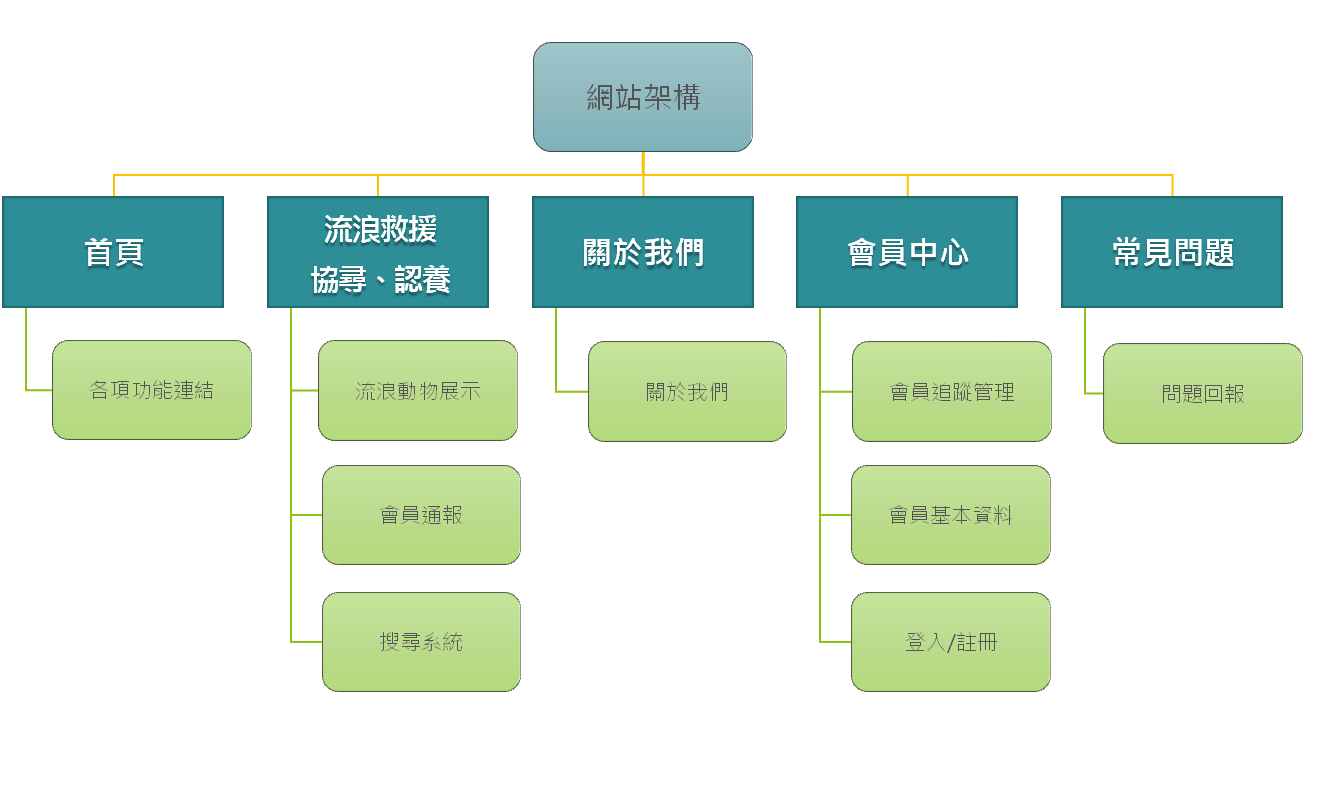 網站架構
首頁
流浪救援
協尋、認養
關於我們
會員中心
常見問題
各項功能連結
流浪動物展示
關於我們
會員追蹤管理
問題回報
會員通報
會員基本資料
搜尋系統
登入/註冊